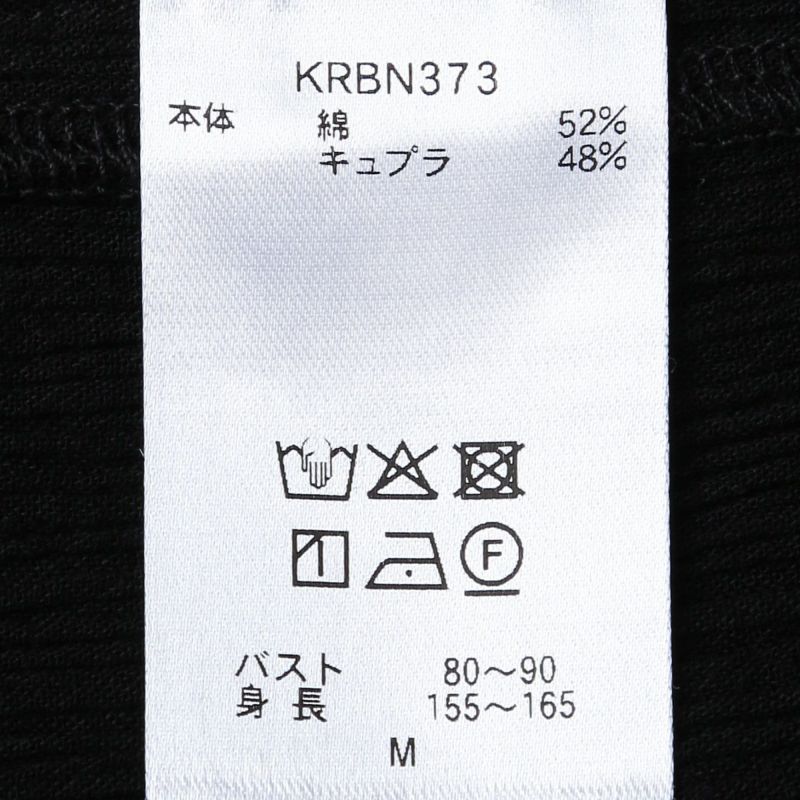 KRBN373
本体 綿 52%
キュプラ 48%
F
バスト 80〜90
身長 155〜165
M